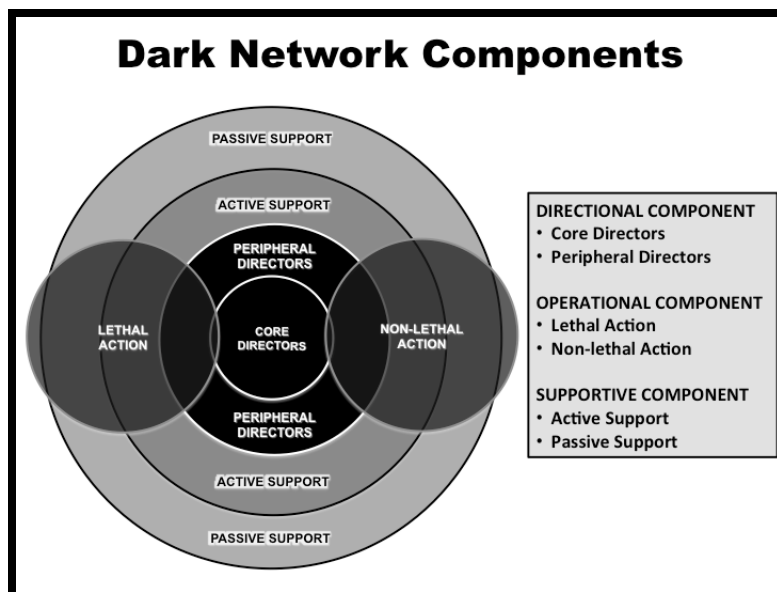 Dark Network Components
PASSIVE SUPPORT
ACTIVE SUPPORT
PERIPHERAL
DIRECTORS
LETHAL
ACTION
CORE
DIRECTORS
NON-LETHAL
ACTION
PERIPHERAL
DIRECTORS
ACTIVE SUPPORT
PASSIVE SUPPORT
DIRECTIONAL COMPONENT
• Core Directors
• Peripheral Directors
OPERATIONAL COMPONENT
• Lethal Action
• Non-lethal Action
SUPPORTIVE COMPONENT
• Active Support
• Passive Support